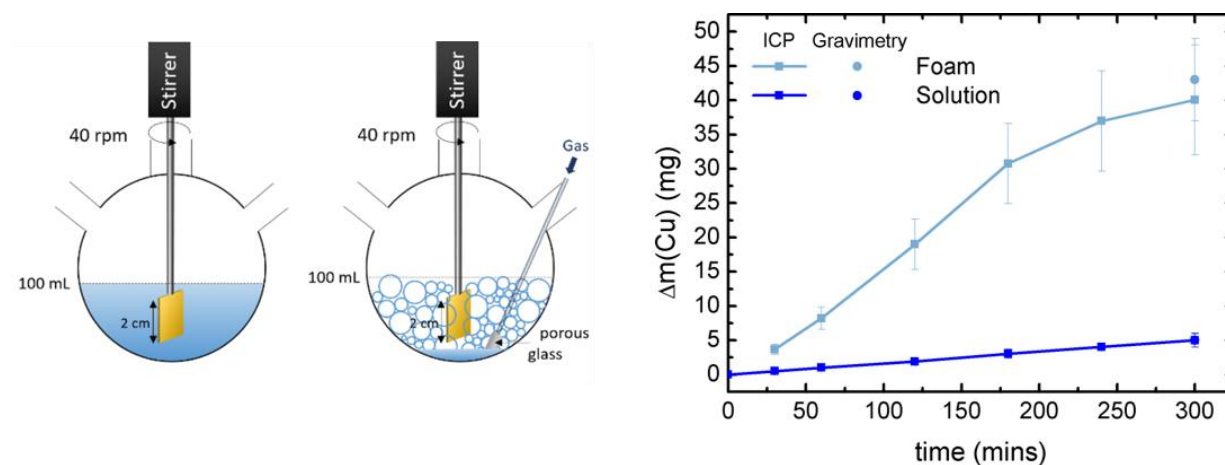 Stirrer
40 rpm
100 mL
2 cm
Stirrer
40 rpm
Gas
100 mL
2 cm
porous
glass
ICP Gravimetry
Foam
Solution
Δm(Cu) (mg)
50
45
40
35
30
25
20
15
10
5
0
0 50 100 150 200 250 300
time (mins)